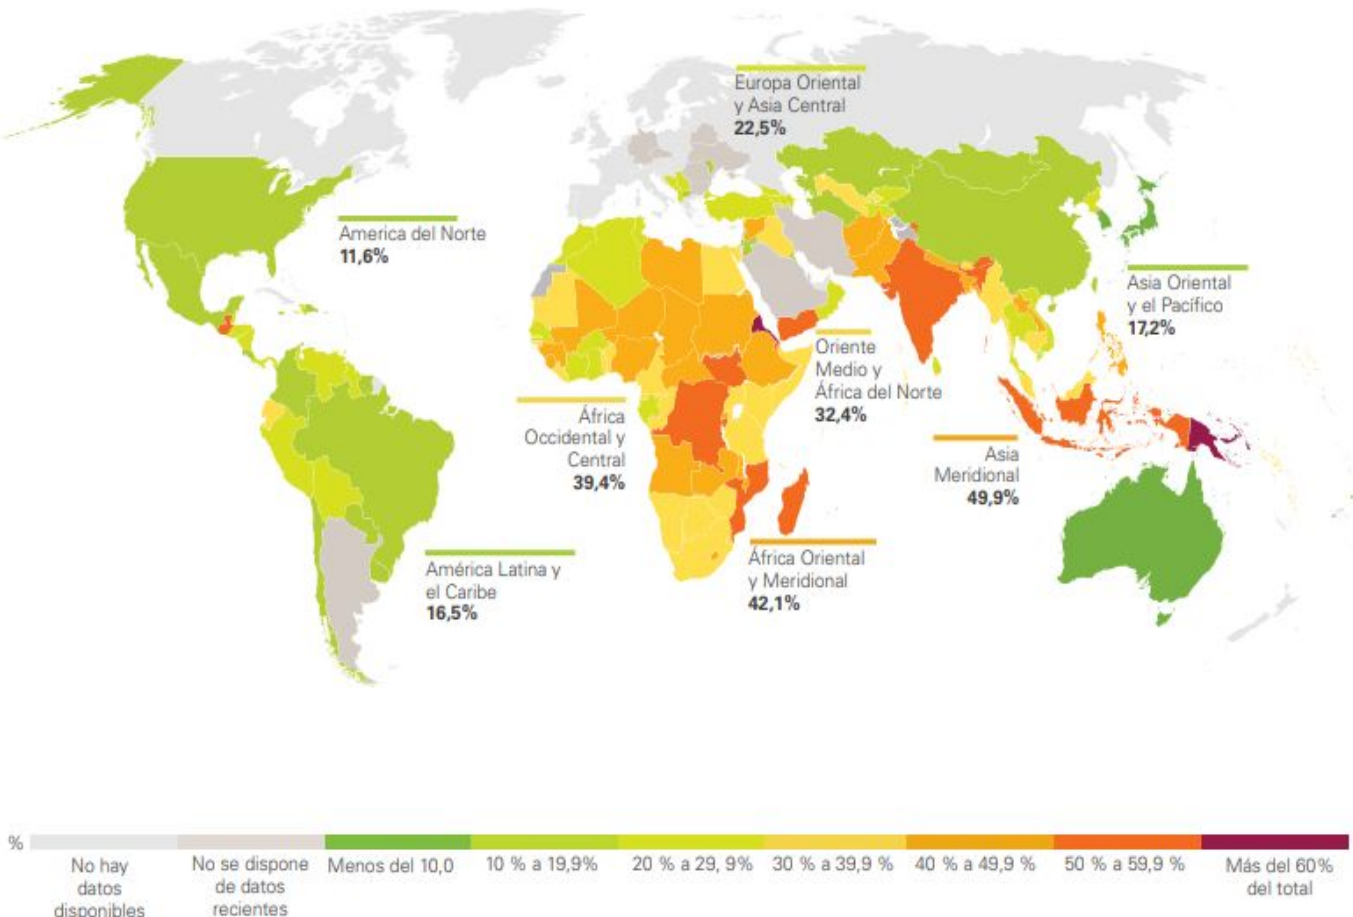 Europa Oriental
y Asia Central
22,5%
America del Norte
11,6%
Asia Oriental
y el Pacífico
17,2%
Oriente
Medio y
África del Norte
32,4%
África
Occidental y
Central
39,4%
Asia
Meridional
49,9%
América Latina y
el Caribe
16,5%
África Oriental
y Meridional
42,1%
%
No hay
datos
disponibles
No se dispone
de datos
recientes
Menos del 10,0
10 % a 19,9%
20 % a 29, 9%
30 % a 39,9 %
40 % a 49,9 %
50 % a 59,9 %
Más del 60%
del total